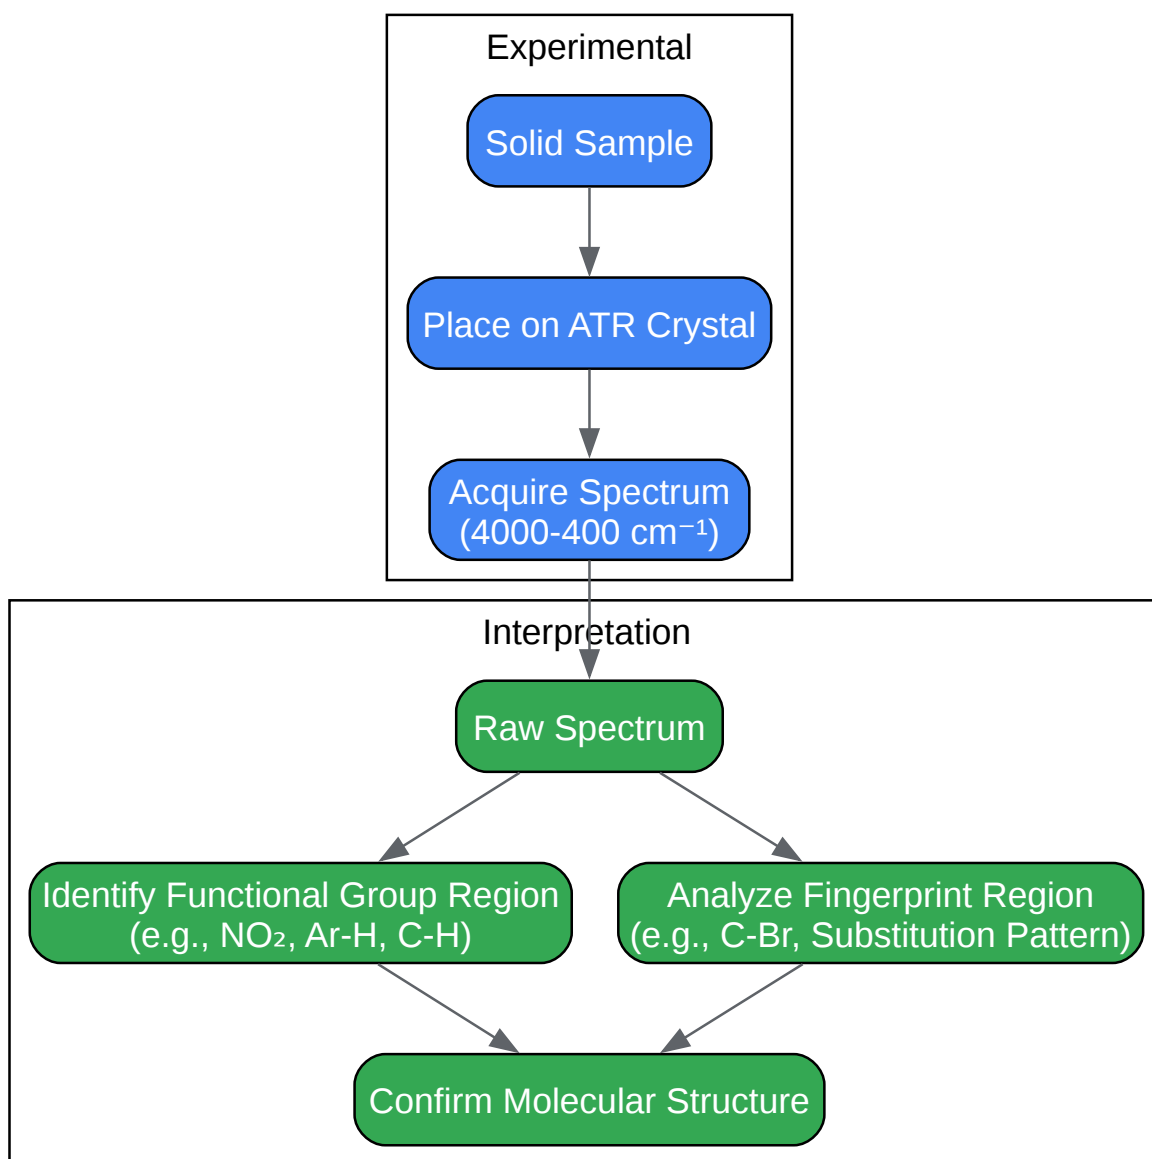 Experimental
Solid Sample
Place on ATR Crystal
Acquire Spectrum
(4000-400 cm⁻¹)
Interpretation
Raw Spectrum
Identify Functional Group Region
(e.g., NO₂, Ar-H, C-H)
Analyze Fingerprint Region
(e.g., C-Br, Substitution Pattern)
Confirm Molecular Structure